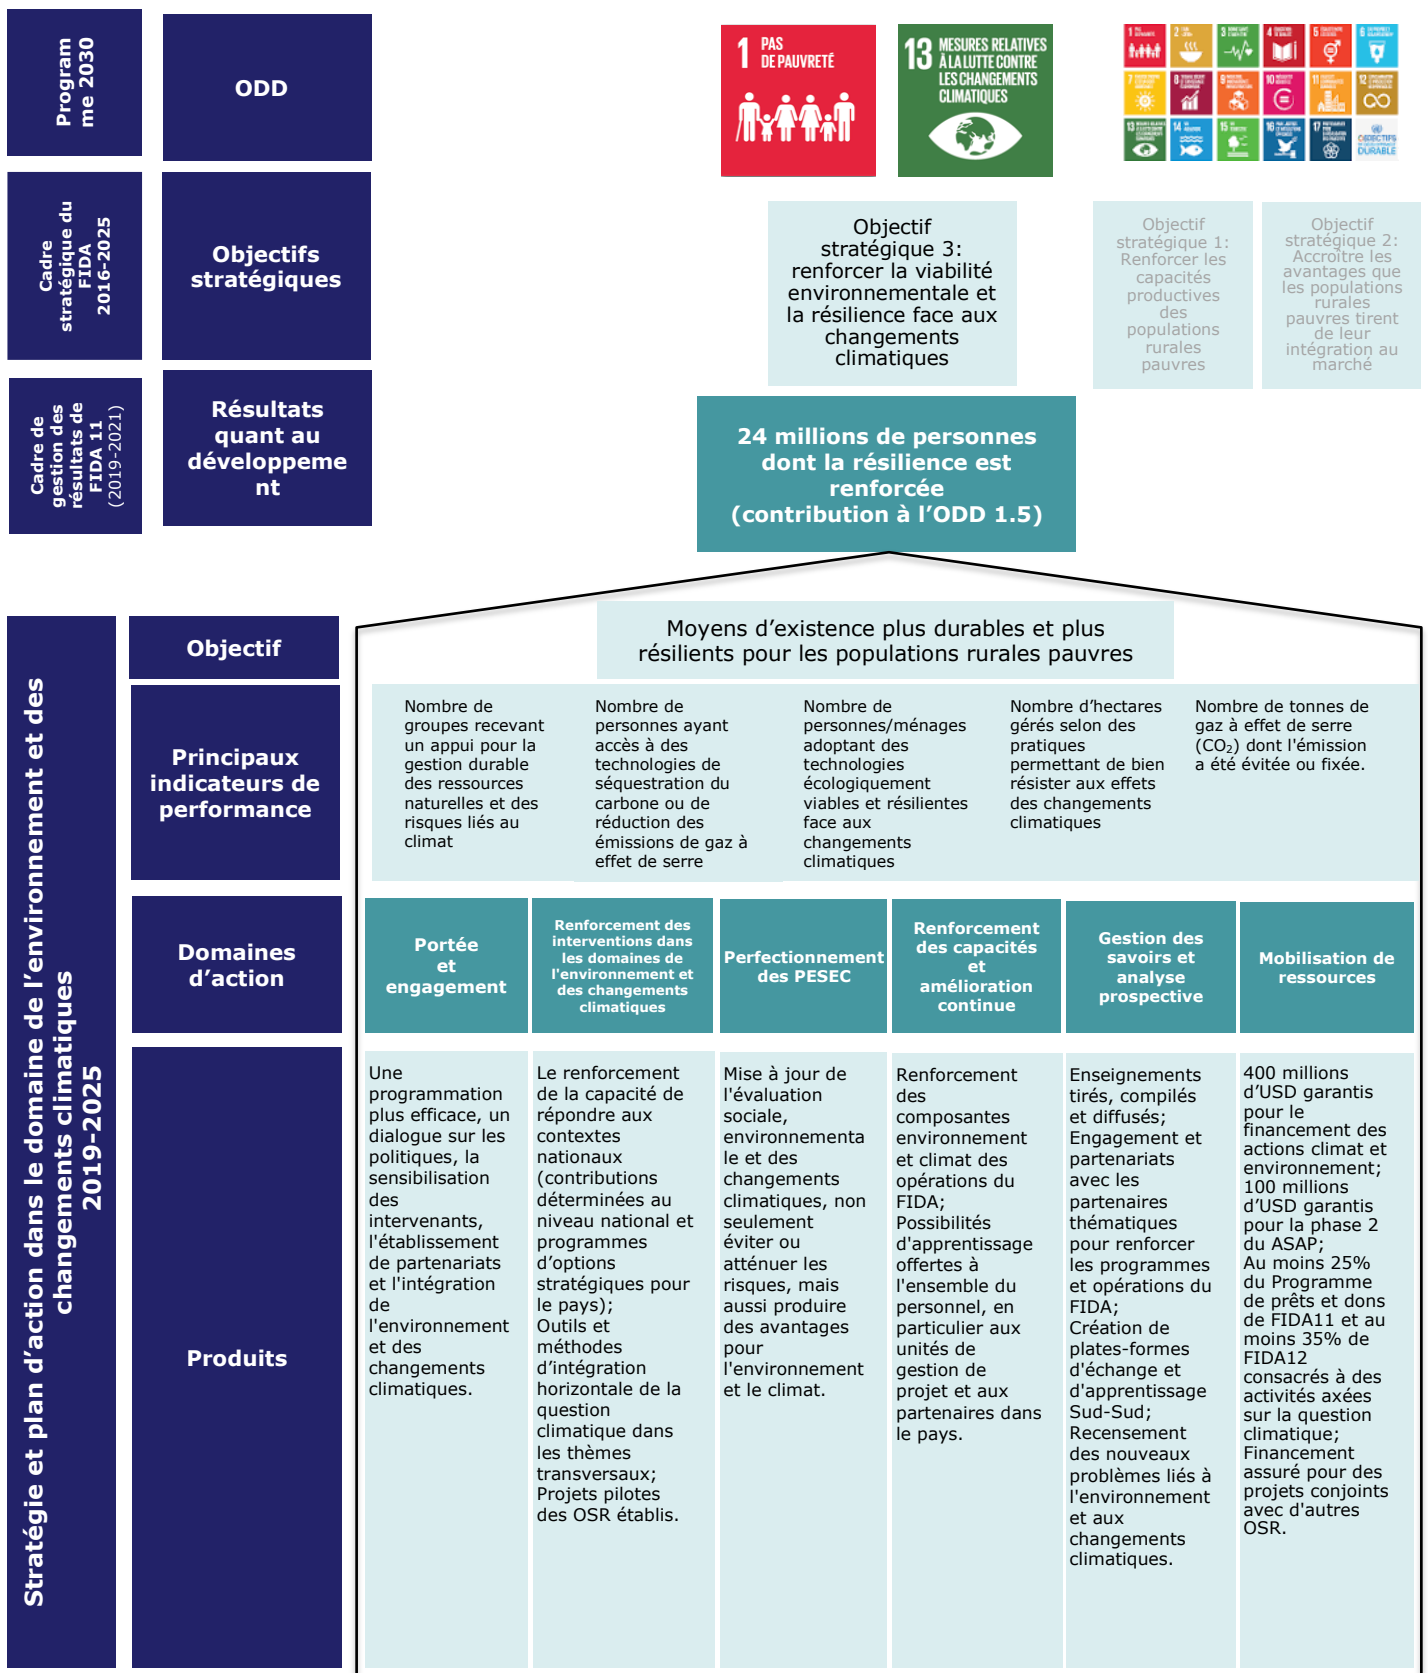 Program
me 2030
ODD
1 PAS
DE PAUVRETÉ
13 MESURES RELATIVES
À LA LUTTE CONTRE
LES CHANGEMENTS
CLIMATIQUES
OBJECTIFS
DURABLE
Cadre
stratégique du
FIDA
2016-2025
Objectifs
stratégiques
Objectif
stratégique 3:
renforcer la viabilité
environnementale et
la résilience face aux
changements
climatiques
Objectif
stratégique 1:
Renforcer les
capacités
productives
des
populations
rurales
pauvres
Objectif
stratégique 2:
Accroître les
avantages que
les populations
rurales
pauvres tirent
de leur
intégration au
marché
Cadre de
gestion des
résultats de
FIDA 11
(2019-2021)
Résultats
quant au
développeme
nt
24 millions de personnes
dont la résilience est
renforcée
(contribution à l’ODD 1.5)
Stratégie et plan d’action dans le domaine de l’environnement et des
changements climatiques
2019-2025
Objectif
Moyens d’existence plus durables et plus
résilients pour les populations rurales pauvres
Principaux
indicateurs de
performance
Nombre de
groupes recevant
un appui pour la
gestion durable
des ressources
naturelles et des
risques liés au
climat
Nombre de
personnes ayant
accès à des
technologies de
séquestration du
carbone ou de
réduction des
émissions de gaz à
effet de serre
Nombre de
personnes/ménages
adoptant des
technologies
écologiquement
viables et résilientes
face aux
changements
climatiques
Nombre d’hectares
gérés selon des
pratiques
permettant de bien
résister aux effets
des changements
climatiques
Nombre de tonnes de
gaz à effet de serre
(CO₂) dont l'émission
a été évitée ou fixée.
Domaines
d’action
Portée
et
engagement
Renforcement des
interventions dans
les domaines de
l'environnement et
des changements
climatiques
Perfectionnement
des PESEC
Renforcement
des capacités
et
amélioration
continue
Gestion des
savoirs et
analyse
prospective
Mobilisation de
ressources
Produits
Une
programmation
plus efficace, un
dialogue sur les
politiques, la
sensibilisation
des
intervenants,
l'établissement
de partenariats
et l'intégration
de
l'environnement
et des
changements
climatiques.
Le renforcement
de la capacité de
répondre aux
contextes
nationaux
(contributions
déterminées au
niveau national et
programmes
d’options
stratégiques pour
le pays);
Outils et
méthodes
d’intégration
horizontale de la
question
climatique dans
les thèmes
transversaux;
Projets pilotes
des OSR établis.
Mise à jour de
l'évaluation
sociale,
environnementa
le et des
changements
climatiques, non
seulement
éviter ou
atténuer les
risques, mais
aussi produire
des avantages
pour
l'environnement
et le climat.
Renforcement
des
composantes
environnement
et climat des
opérations du
FIDA;
Possibilités
d'apprentissage
offertes à
l'ensemble du
personnel, en
particulier aux
unités de
gestion de
projet et aux
partenaires dans
le pays.
Enseignements
tirés, compilés
et diffusés;
Engagement et
partenariats
avec les
partenaires
thématiques
pour renforcer
les programmes
et opérations du
FIDA;
Création de
plates-formes
d'échange et
d'apprentissage
Sud-Sud;
Recensement
des nouveaux
problèmes liés à
l'environnement
et aux
changements
climatiques.
400 millions
d’USD garantis
pour le
financement des
actions climat et
environnement;
100 millions
d’USD garantis
pour la phase 2
du ASAP;
Au moins 25%
du Programme
de prêts et dons
de FIDA11 et au
moins 35% de
FIDA12
consacrés à des
activités axées
sur la question
climatique;
Financement
assuré pour des
projets conjoints
avec d'autres
OSR.